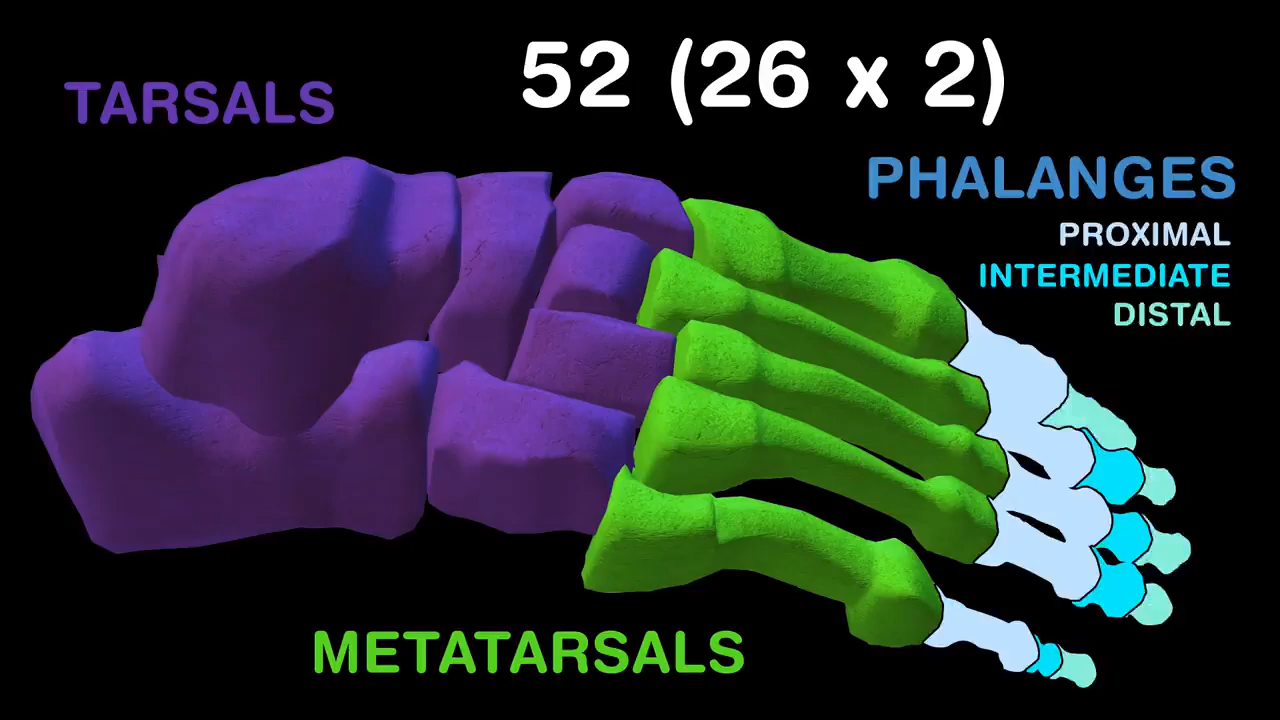 52 (26 x 2)
TARSALS
PHALANGES
PROXIMAL
INTERMEDIATE
DISTAL
METATARSALS